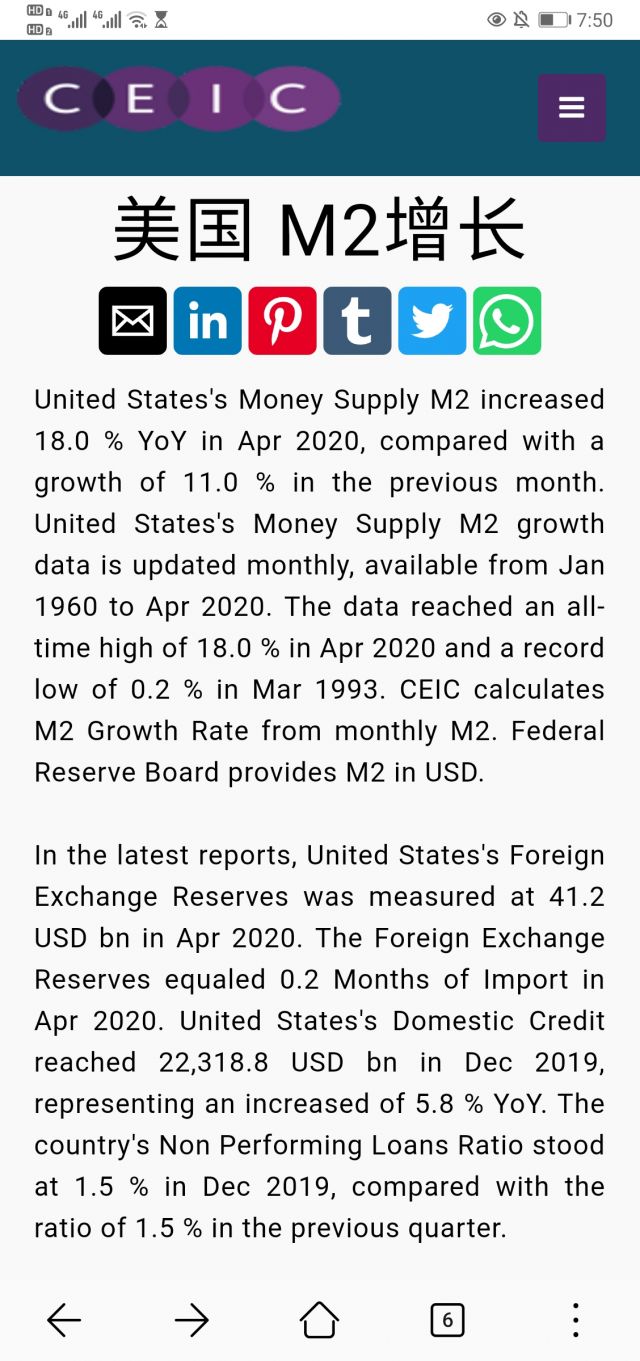 HD 1 4G 4G 7:50
HD 2
CEIC
美国 M2增长
United States's Money Supply M2 increased
18.0 % YoY in Apr 2020, compared with a
growth of 11.0 % in the previous month.
United States's Money Supply M2 growth
data is updated monthly, available from Jan
1960 to Apr 2020. The data reached an all-
time high of 18.0 % in Apr 2020 and a record
low of 0.2 % in Mar 1993. CEIC calculates
M2 Growth Rate from monthly M2. Federal
Reserve Board provides M2 in USD.
In the latest reports, United States's Foreign
Exchange Reserves was measured at 41.2
USD bn in Apr 2020. The Foreign Exchange
Reserves equaled 0.2 Months of Import in
Apr 2020. United States's Domestic Credit
reached 22,318.8 USD bn in Dec 2019,
representing an increased of 5.8 % YoY. The
country's Non Performing Loans Ratio stood
at 1.5 % in Dec 2019, compared with the
ratio of 1.5 % in the previous quarter.
6